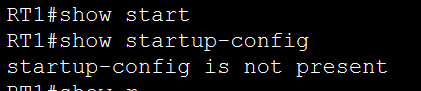 RT1#show start
RT1#show startup-config
startup-config is not present